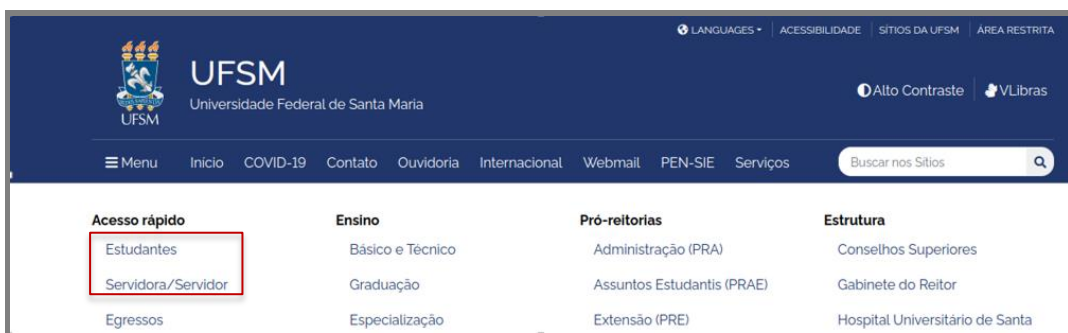 LANGUAGES
ACESSIBILIDADE
SÍTIOS DA UFSM
ÁREA RESTRITA
UFSM
UFSM
Universidade Federal de Santa Maria
Alto Contraste
VLibras
Menu Início COVID-19 Contato Ouvidoria Internacional Webmail PEN-SIE Serviços
Buscar nos Sítios
Acesso rápido
Estudantes
Servidora/Servidor
Egressos
Ensino
Básico e Técnico
Graduação
Especialização
Pró-reitorias
Administração (PRA)
Assuntos Estudantis (PRAE)
Extensão (PRE)
Estrutura
Conselhos Superiores
Gabinete do Reitor
Hospital Universitário de Santa